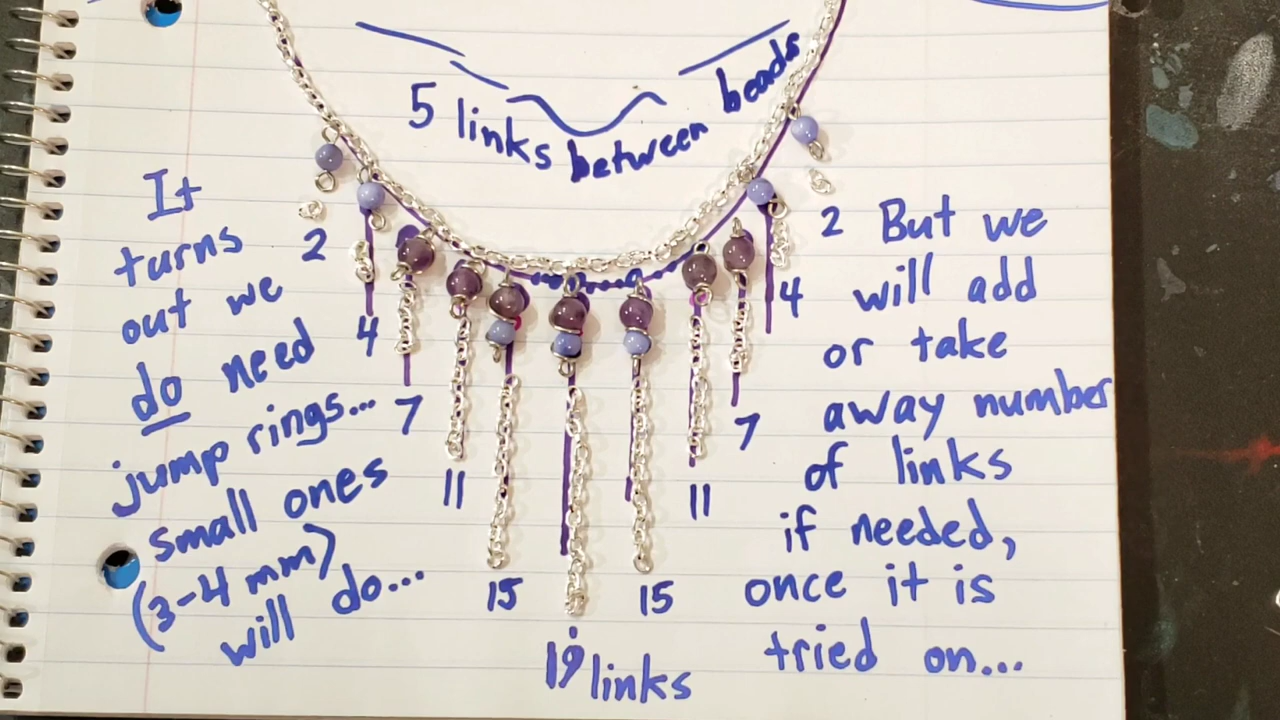 5 links between beads
It
turns
out we
do need
jump rings...
small ones
(3-4 mm)
will do...
2
4
7
11
15
19 links
15
11
7
4
2
But we
will add
or take
away number
of links
if needed,
once it is
tried on...